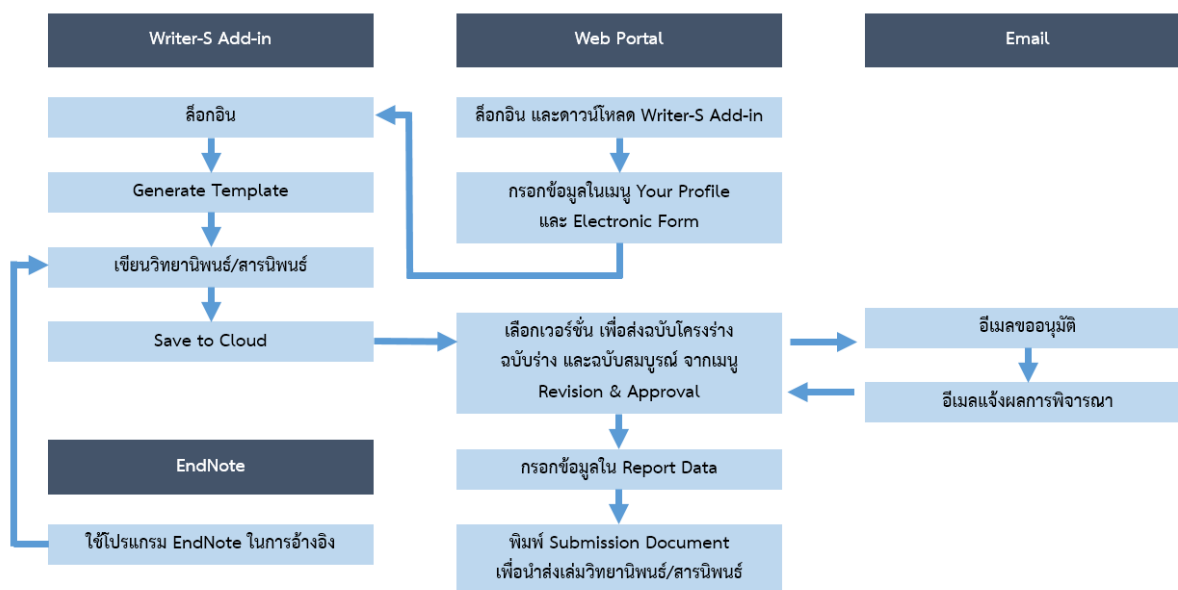 Writer-S Add-in
Web Portal
Email
ล็อกอิน
ล็อกอิน และดาวน์โหลด Writer-S Add-in
Generate Template
กรอกข้อมูลในเมนู Your Profile
และ Electronic Form
เขียนวิทยานิพนธ์/สารนิพนธ์
Save to Cloud
เลือกเวอร์ชั่น เพื่อส่งฉบับโครงร่าง
ฉบับร่าง และฉบับสมบูรณ์ จากเมนู
Revision & Approval
อีเมลขออนุมัติ
อีเมลแจ้งผลการพิจารณา
EndNote
กรอกข้อมูลใน Report Data
ใช้โปรแกรม EndNote ในการอ้างอิง
พิมพ์ Submission Document
เพื่อนำส่งเล่มวิทยานิพนธ์/สารนิพนธ์